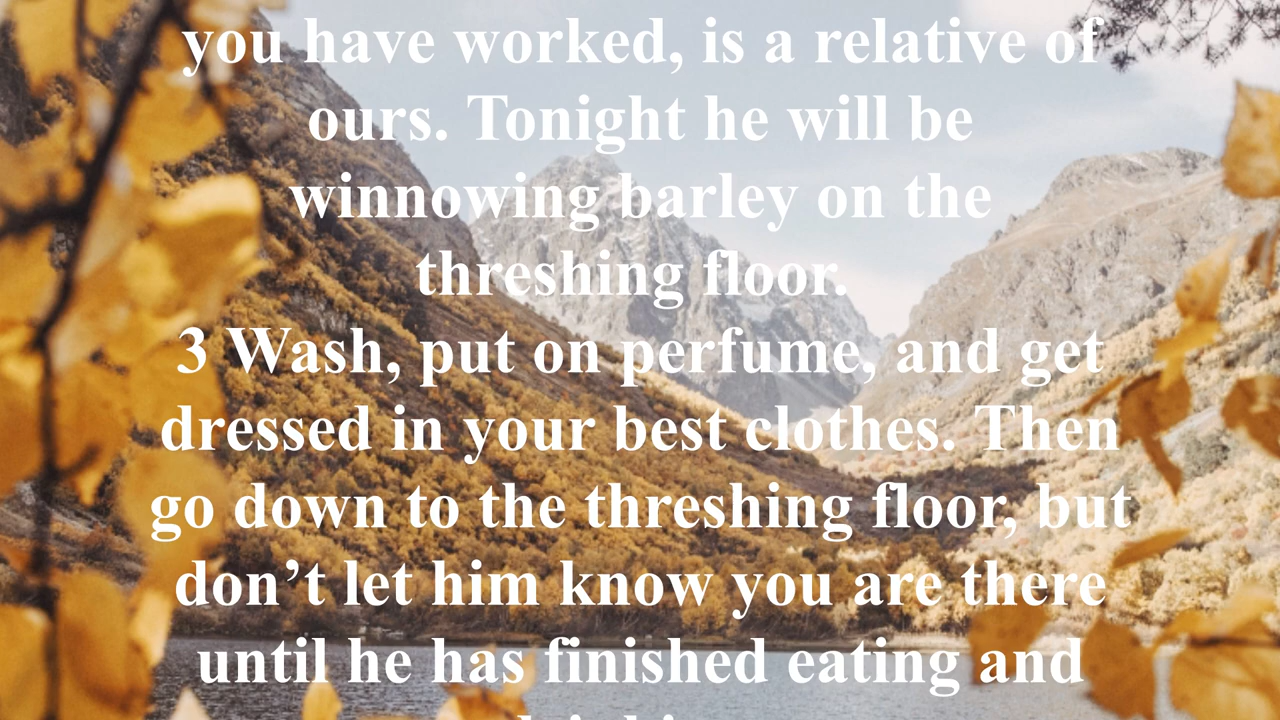 you have worked, is a relative of
ours. Tonight he will be
winnowing barley on the
threshing floor.
3 Wash, put on perfume, and get
dressed in your best clothes. Then
go down to the threshing floor, but
don’t let him know you are there
until he has finished eating and